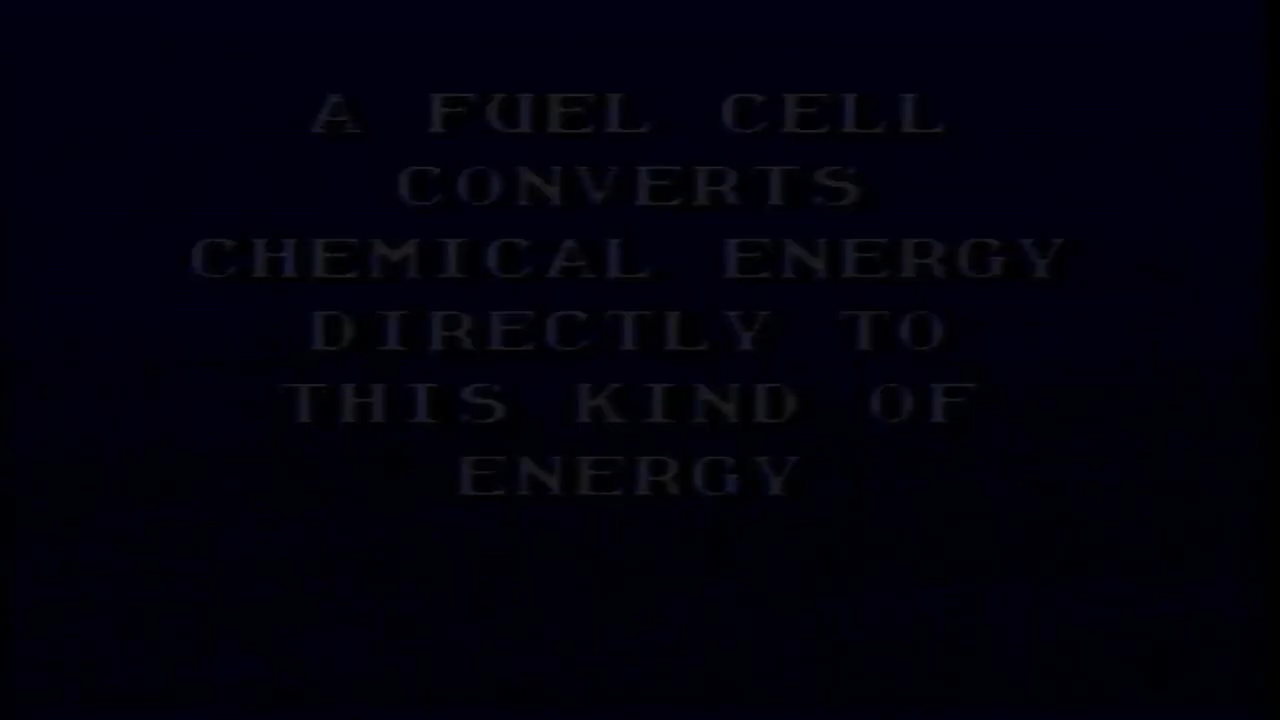 A FUEL CELL
CONVERTS
CHEMICAL ENERGY
DIRECTLY TO
THIS KIND OF
ENERGY